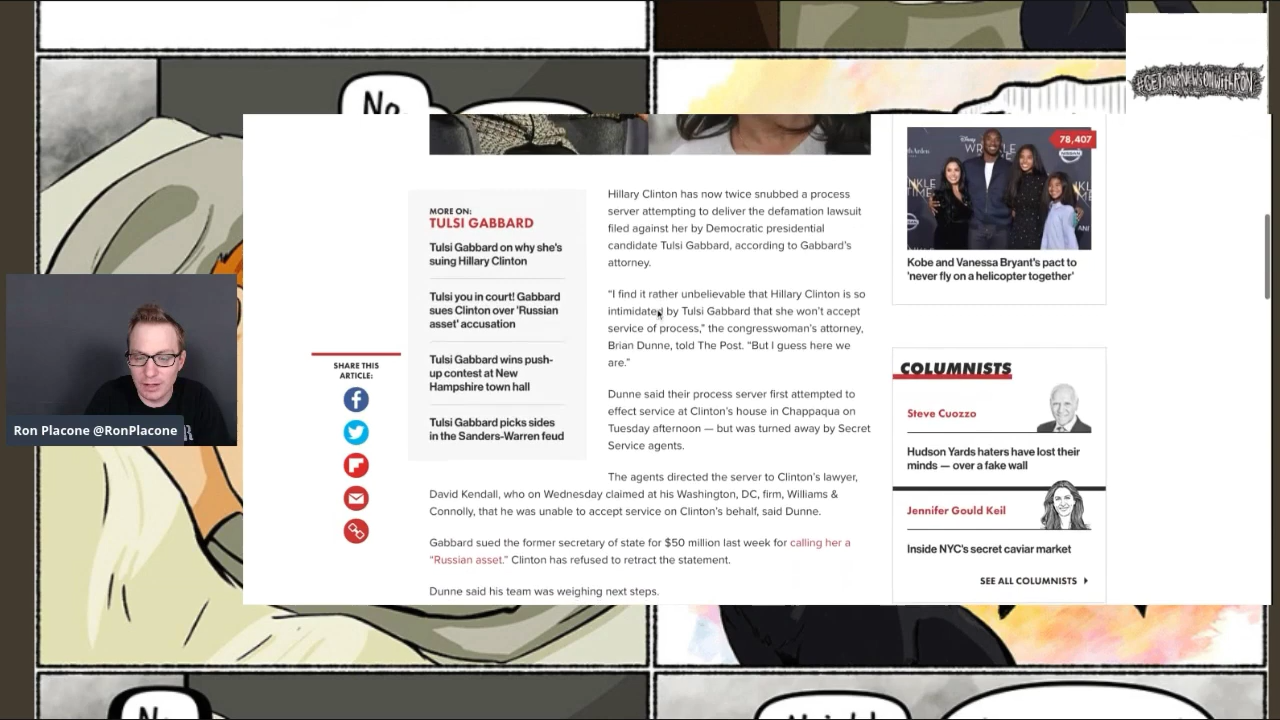 No
#GETYOURNEWSONWITHRON
78,407
Disney
WRINKLE
TIME
Kobe and Vanessa Bryant's pact to
'never fly on a helicopter together'
MORE ON:
TULSI GABBARD
Tulsi Gabbard on why she's
suing Hillary Clinton
Tulsi you in court! Gabbard
sues Clinton over 'Russian
asset' accusation
Tulsi Gabbard wins push-
up contest at New
Hampshire town hall
Tulsi Gabbard picks sides
in the Sanders-Warren feud
SHARE THIS
ARTICLE:
Hillary Clinton has now twice snubbed a process
server attempting to deliver the defamation lawsuit
filed against her by Democratic presidential
candidate Tulsi Gabbard, according to Gabbard's
attorney.
“I find it rather unbelievable that Hillary Clinton is so
intimidated by Tulsi Gabbard that she won't accept
service of process,” the congresswoman's attorney,
Brian Dunne, told The Post. “But I guess here we
are.”
Dunne said their process server first attempted to
effect service at Clinton's house in Chappaqua on
Tuesday afternoon — but was turned away by Secret
Service agents.
The agents directed the server to Clinton's lawyer,
David Kendall, who on Wednesday claimed at his Washington, DC, firm, Williams &
Connolly, that he was unable to accept service on Clinton's behalf, said Dunne.
Gabbard sued the former secretary of state for $50 million last week for calling her a
“Russian asset.” Clinton has refused to retract the statement.
Dunne said his team was weighing next steps.
COLUMNISTS
Steve Cuozzo
Hudson Yards haters have lost their
minds — over a fake wall
Jennifer Gould Keil
Inside NYC's secret caviar market
SEE ALL COLUMNISTS
Ron Placone @RonPlacone